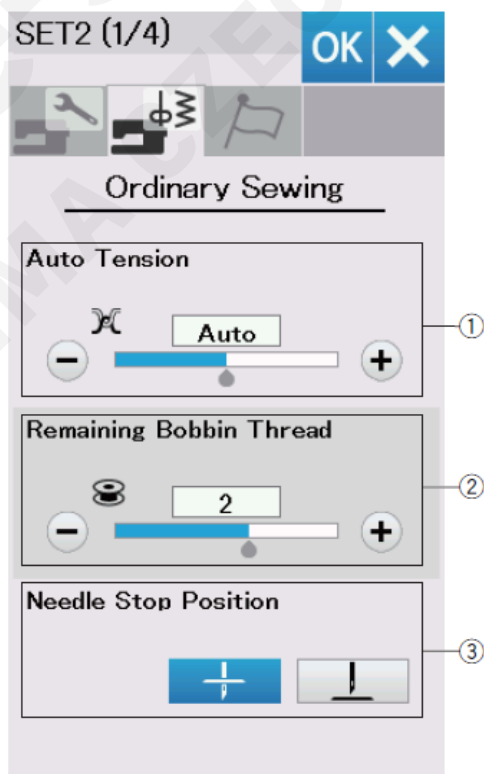 SET2 (1/4)
OK
Ordinary Sewing
Auto Tension
Auto
①
Remaining Bobbin Thread
2
②
Needle Stop Position
③